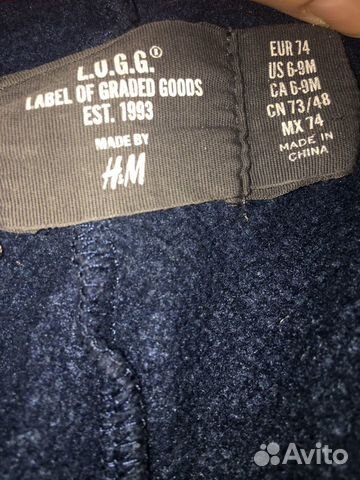 L.O.G.G.®
LABEL OF GRADED GOODS
EST. 1993
MADE BY
H&M
EUR 74
US 6-9M
CA 6-9M
CN 73/48
MX 74
MADE IN
CHINA
Avito